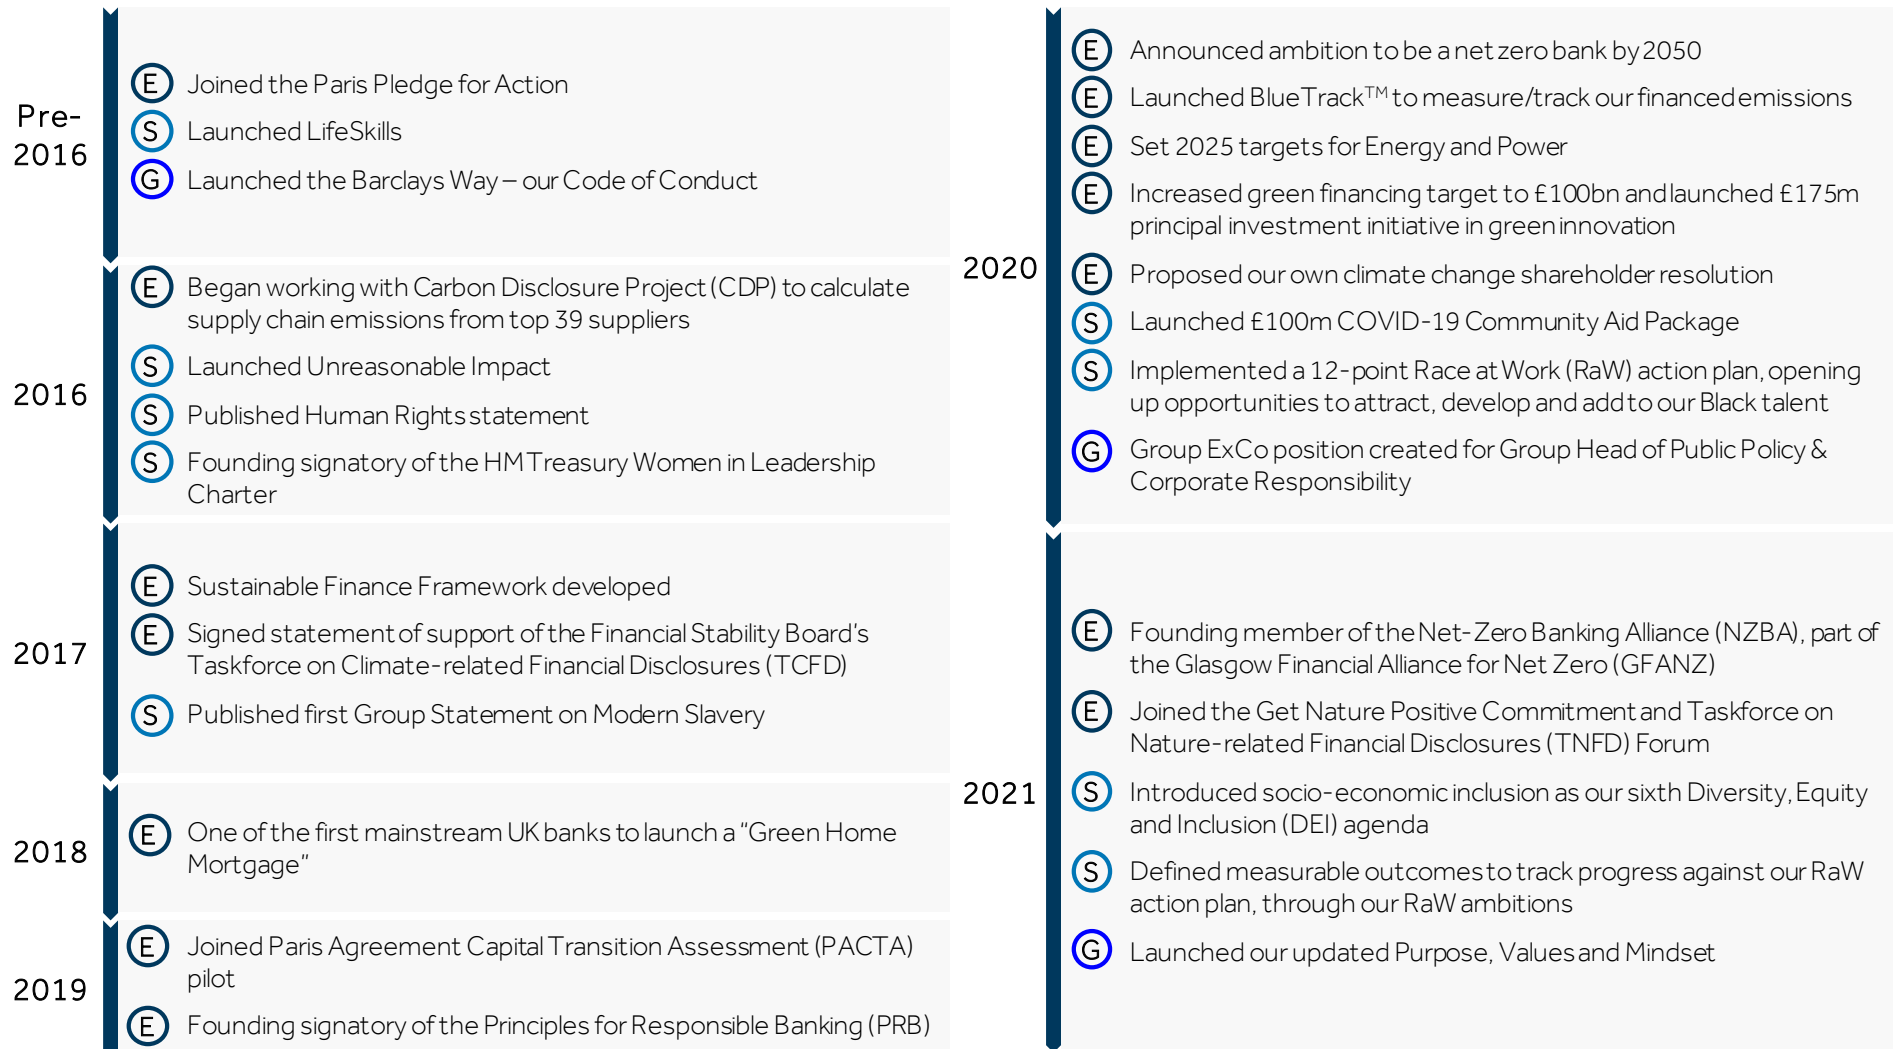 Pre-
2016
E Joined the Paris Pledge for Action
S Launched LifeSkills
G Launched the Barclays Way – our Code of Conduct
2016
E Began working with Carbon Disclosure Project (CDP) to calculate
supply chain emissions from top 39 suppliers
S Launched Unreasonable Impact
S Published Human Rights statement
S Founding signatory of the HM Treasury Women in Leadership
Charter
2017
E Sustainable Finance Framework developed
E Signed statement of support of the Financial Stability Board's
Taskforce on Climate-related Financial Disclosures (TCFD)
S Published first Group Statement on Modern Slavery
2018
E One of the first mainstream UK banks to launch a "Green Home
Mortgage"
2019
E Joined Paris Agreement Capital Transition Assessment (PACTA)
pilot
E Founding signatory of the Principles for Responsible Banking (PRB)
2020
E Announced ambition to be a net zero bank by 2050
E Launched BlueTrack™ to measure/track our financed emissions
E Set 2025 targets for Energy and Power
E Increased green financing target to £100bn and launched £175m
principal investment initiative in green innovation
E Proposed our own climate change shareholder resolution
S Launched £100m COVID-19 Community Aid Package
S Implemented a 12-point Race at Work (RaW) action plan, opening
up opportunities to attract, develop and add to our Black talent
G Group ExCo position created for Group Head of Public Policy &
Corporate Responsibility
2021
E Founding member of the Net-Zero Banking Alliance (NZBA), part of
the Glasgow Financial Alliance for Net Zero (GFANZ)
E Joined the Get Nature Positive Commitment and Taskforce on
Nature-related Financial Disclosures (TNFD) Forum
S Introduced socio-economic inclusion as our sixth Diversity, Equity
and Inclusion (DEI) agenda
S Defined measurable outcomes to track progress against our RaW
action plan, through our RaW ambitions
G Launched our updated Purpose, Values and Mindset